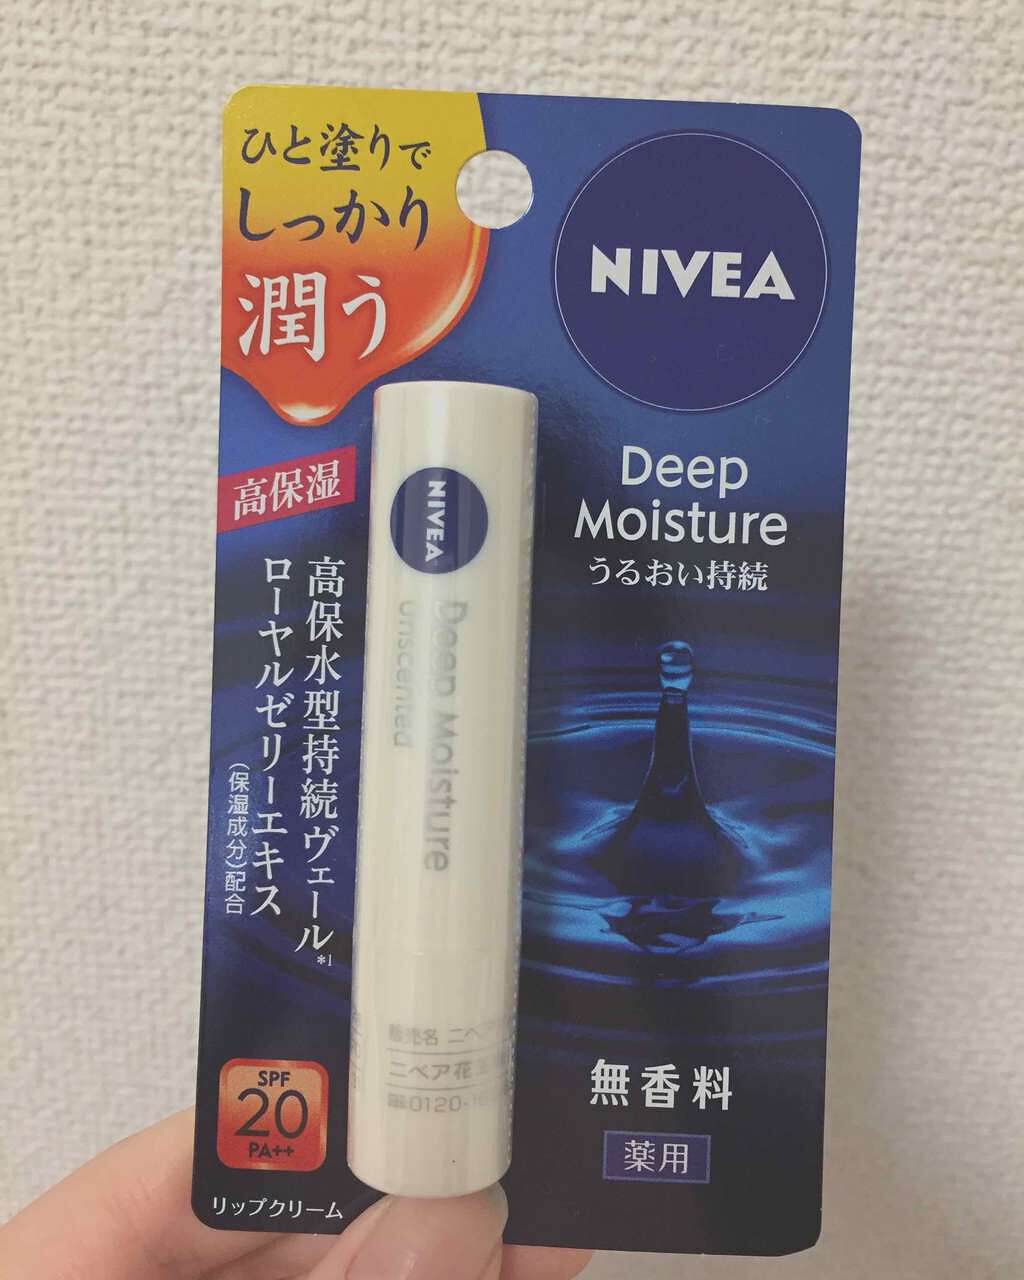 ひと塗りで
しっかり
潤う
NIVEA
Deep
Moisture
うるおい持続
高保湿
高保水型持続ヴェール*1
ローヤルゼリーエキス
(保湿成分)配合
NIVEA
Deep Moisture
Unscented
販売名 ニベ
ニベア花
0120-
SPF
20
PA++
リップクリーム
無香料
薬用